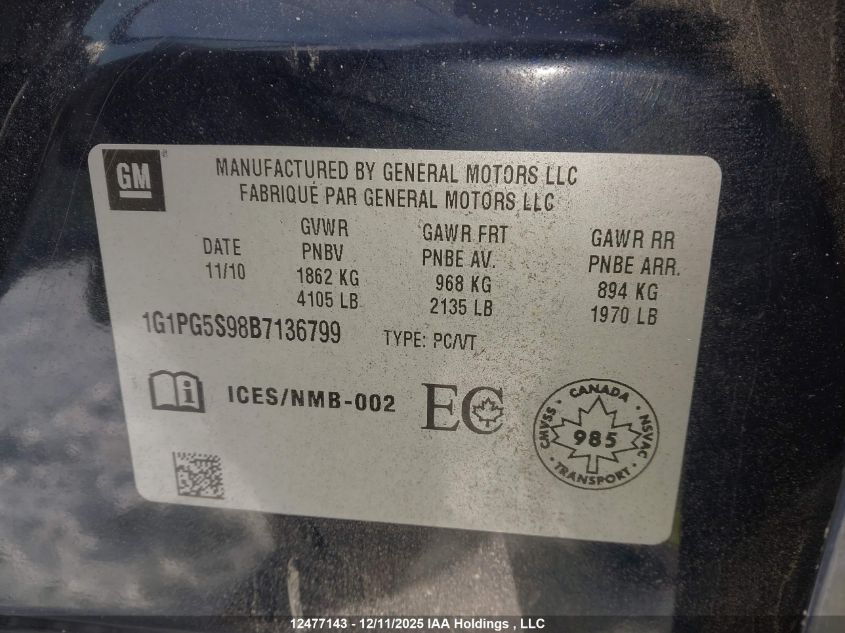 GM
MANUFACTURED BY GENERAL MOTORS LLC
FABRIQUÉ PAR GENERAL MOTORS LLC
DATE
11/10
GVWR
PNBV
1862 KG
4105 LB
GAWR FRT
PNBE AV.
968 KG
2135 LB
GAWR RR
PNBE ARR.
894 KG
1970 LB
1G1PG5S98B7136799
TYPE: PC/VT
ICES/NMB-002
EC
CANADA
CMVSS
985
NSVAC
TRANSPORT
12477143 - 12/11/2025 IAA Holdings , LLC